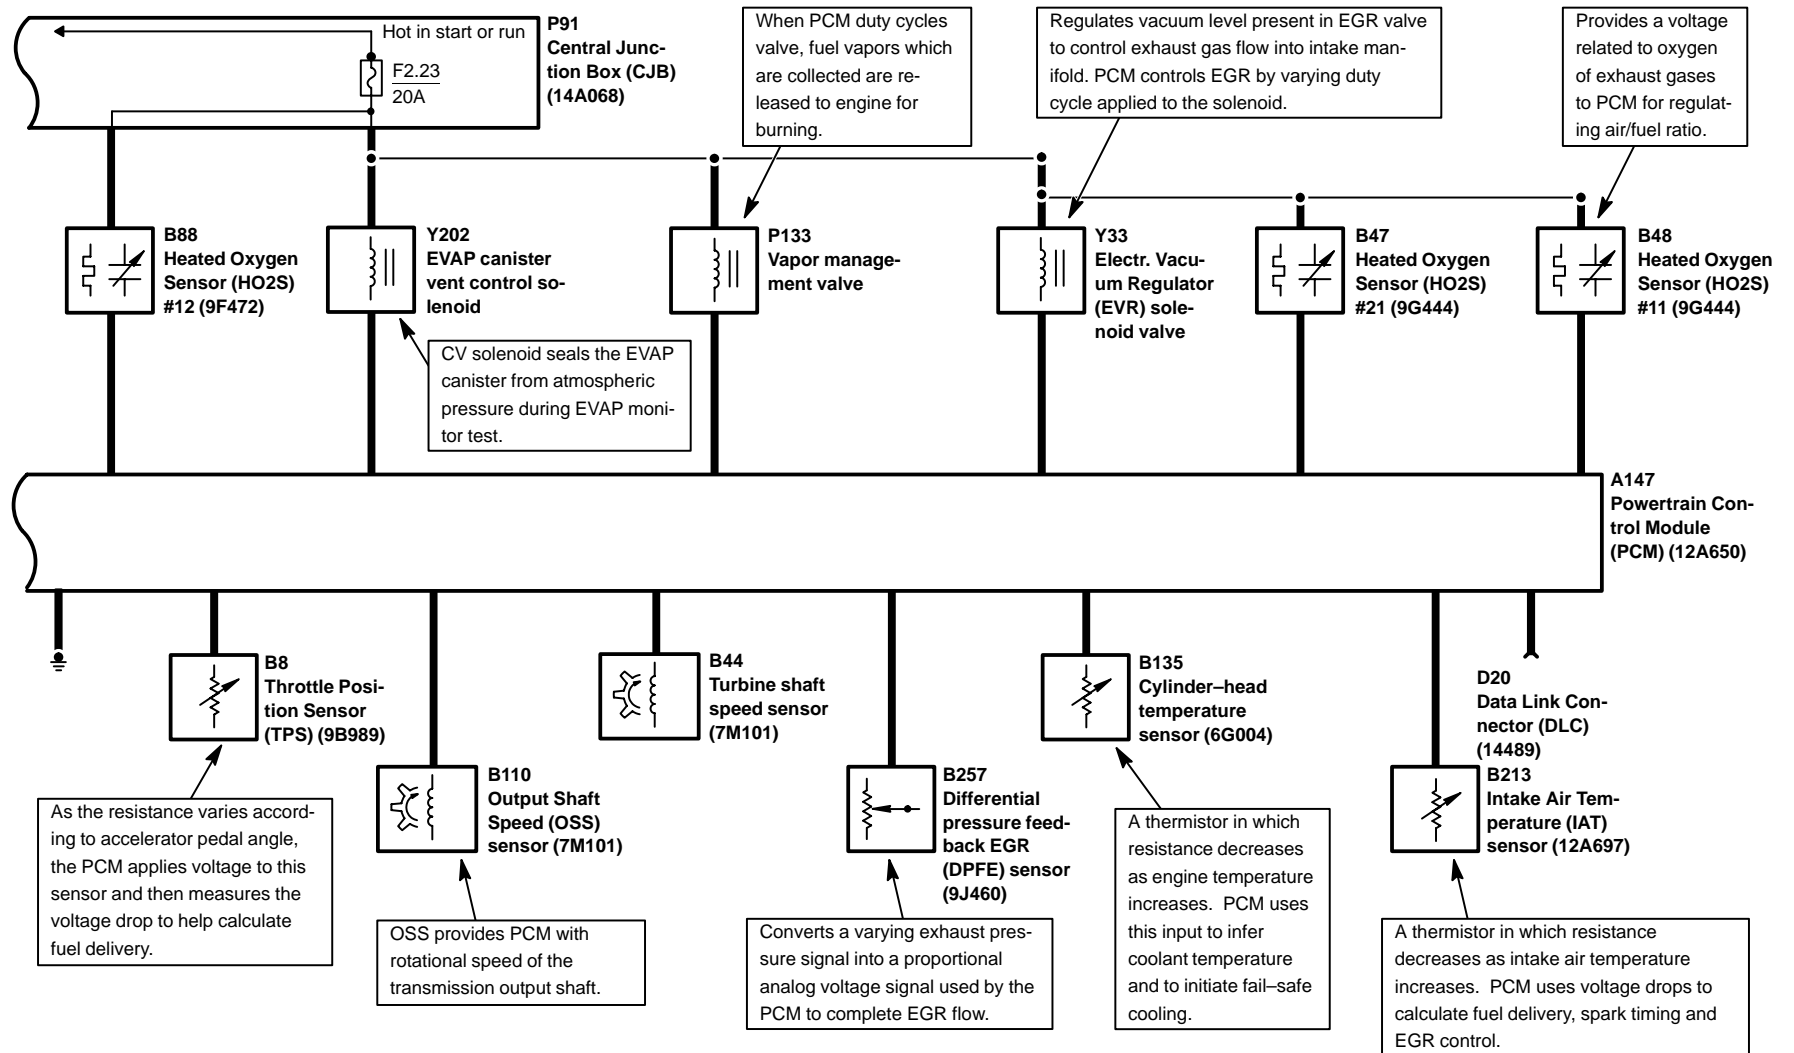 Hot in start or run
F2.23
20A
P91
Central Junc-
tion Box (CJB)
(14A068)
When PCM duty cycles
valve, fuel vapors which
are collected are re-
leased to engine for
burning.
Regulates vacuum level present in EGR valve
to control exhaust gas flow into intake man-
ifold. PCM controls EGR by varying duty
cycle applied to the solenoid.
Provides a voltage
related to oxygen
of exhaust gases
to PCM for regulat-
ing air/fuel ratio.
B88
Heated Oxygen
Sensor (HO2S)
#12 (9F472)
Y202
EVAP canister
vent control so-
lenoid
P133
Vapor manage-
ment valve
Y33
Electr. Vacu-
um Regulator
(EVR) sole-
noid valve
B47
Heated Oxygen
Sensor (HO2S)
#21 (9G444)
B48
Heated Oxygen
Sensor (HO2S)
#11 (9G444)
CV solenoid seals the EVAP
canister from atmospheric
pressure during EVAP moni-
tor test.
A147
Powertrain Con-
trol Module
(PCM) (12A650)
B8
Throttle Posi-
tion Sensor
(TPS) (9B989)
B44
Turbine shaft
speed sensor
(7M101)
B135
Cylinder–head
temperature
sensor (6G004)
D20
Data Link Con-
nector (DLC)
(14489)
B110
Output Shaft
Speed (OSS)
sensor (7M101)
B257
Differential
pressure feed-
back EGR
(DPFE) sensor
(9J460)
B213
Intake Air Tem-
perature (IAT)
sensor (12A697)
As the resistance varies accord-
ing to accelerator pedal angle,
the PCM applies voltage to this
sensor and then measures the
voltage drop to help calculate
fuel delivery.
OSS provides PCM with
rotational speed of the
transmission output shaft.
Converts a varying exhaust pres-
sure signal into a proportional
analog voltage signal used by the
PCM to complete EGR flow.
A thermistor in which
resistance decreases
as engine temperature
increases. PCM uses
this input to infer
coolant temperature
and to initiate fail–safe
cooling.
A thermistor in which resistance
decreases as intake air temperature
increases. PCM uses voltage drops to
calculate fuel delivery, spark timing and
EGR control.